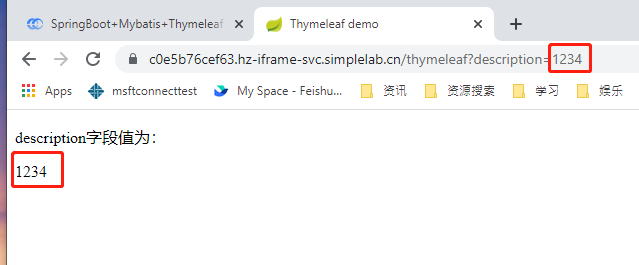 SpringBoot+Mybatis+Thymeleaf
Thymeleaf demo
c0e5b76cef63.hz-iframe-svc.simplelab.cn/thymeleaf?description=1234
Apps msftconnecttest My Space - Feishu... 资讯 资源搜索 学习 娱乐
description字段值为：
1234